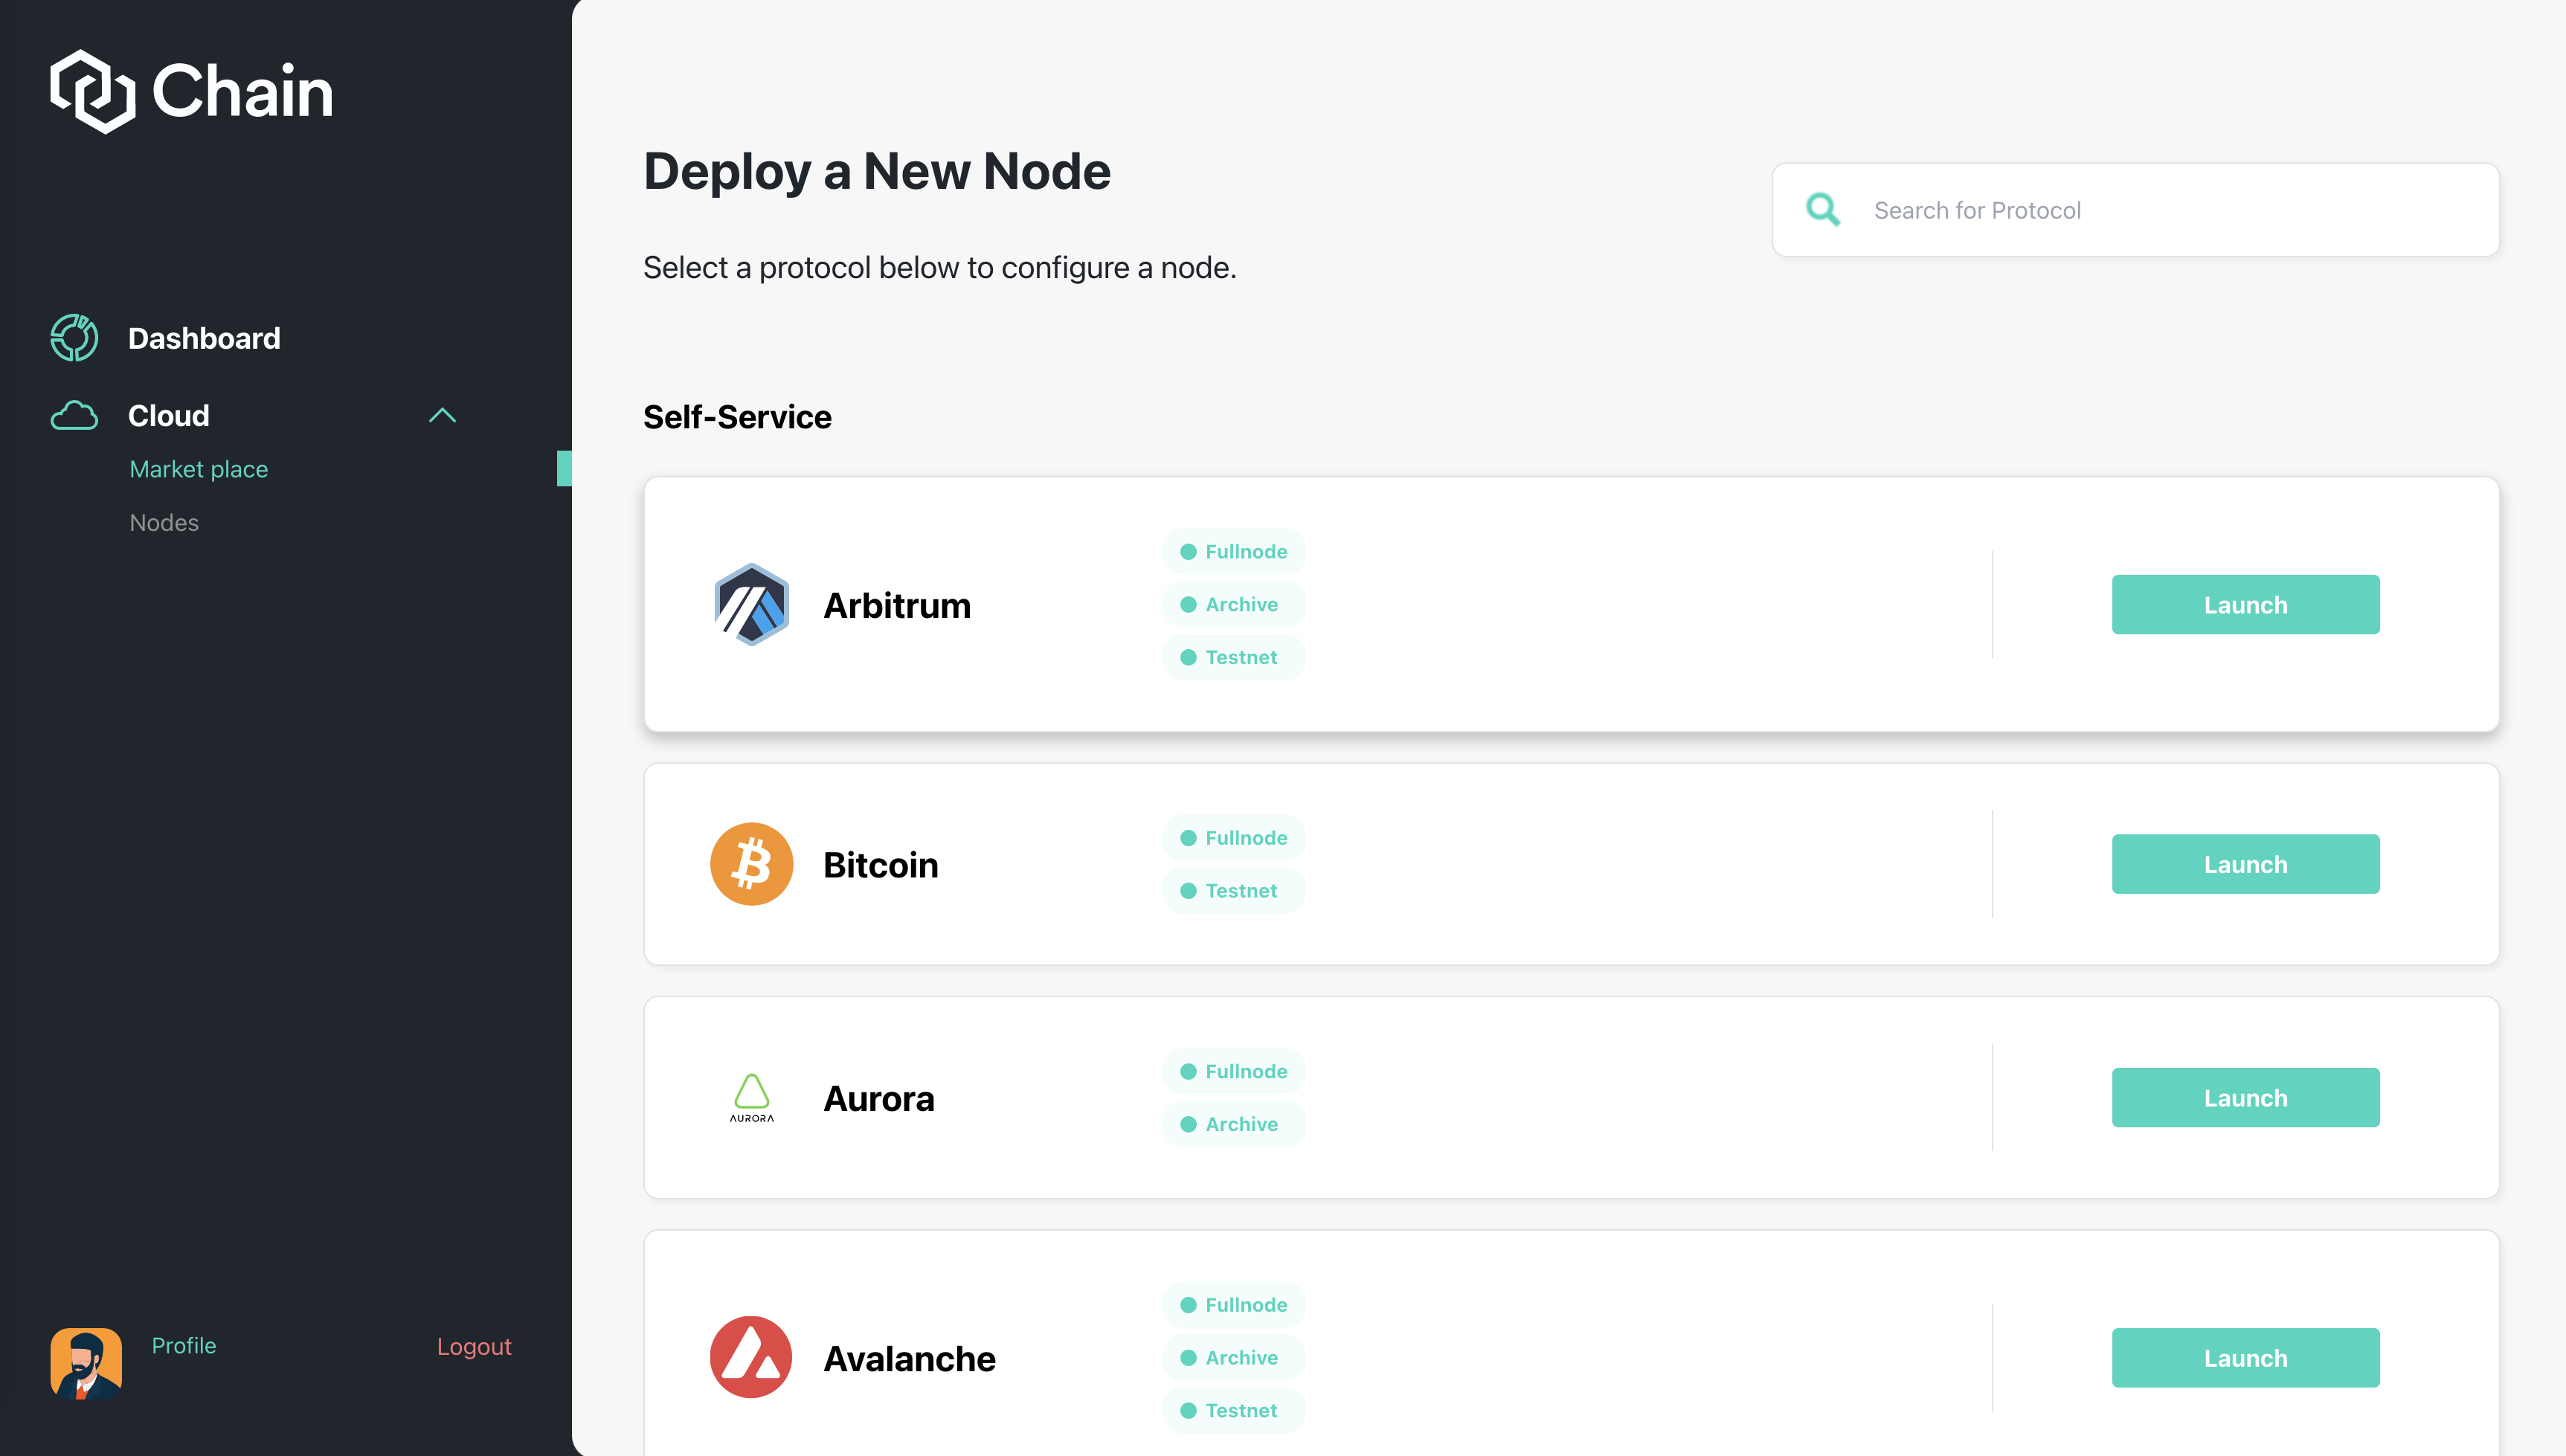 Chain
Dashboard
Cloud
Market place
Nodes
Profile
Logout
Deploy a New Node
Select a protocol below to configure a node.
Search for Protocol
Self-Service
Arbitrum
Fullnode
Archive
Testnet
Launch
Bitcoin
Fullnode
Testnet
Launch
AURORA
Aurora
Fullnode
Archive
Launch
Avalanche
Fullnode
Archive
Testnet
Launch